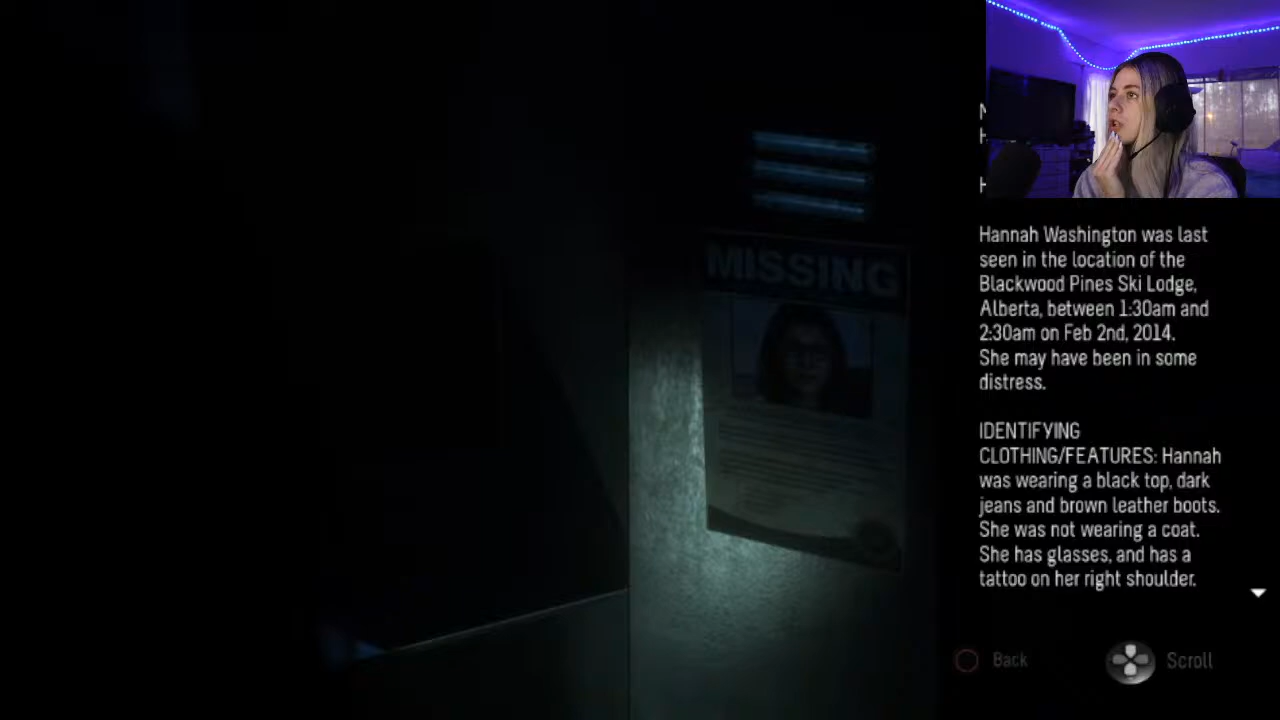 MISSING
Hannah Washington was last
seen in the location of the
Blackwood Pines Ski Lodge,
Alberta, between 1:30am and
2:30am on Feb 2nd, 2014.
She may have been in some
distress.
IDENTIFYING
CLOTHING/FEATURES: Hannah
was wearing a black top, dark
jeans and brown leather boots.
She was not wearing a coat.
She has glasses, and has a
tattoo on her right shoulder.
Back
Scroll